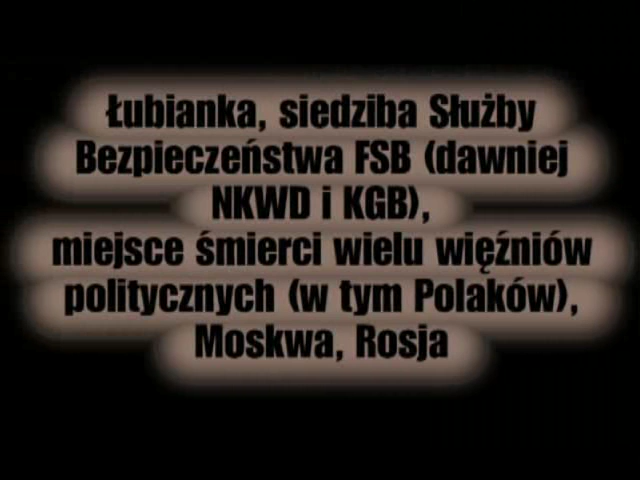 Łubianka, siedziba Służby
Bezpieczeństwa FSB (dawniej
NKWD i KGB),
miejsce śmierci wielu więźniów
politycznych (w tym Polaków),
Moskwa, Rosja